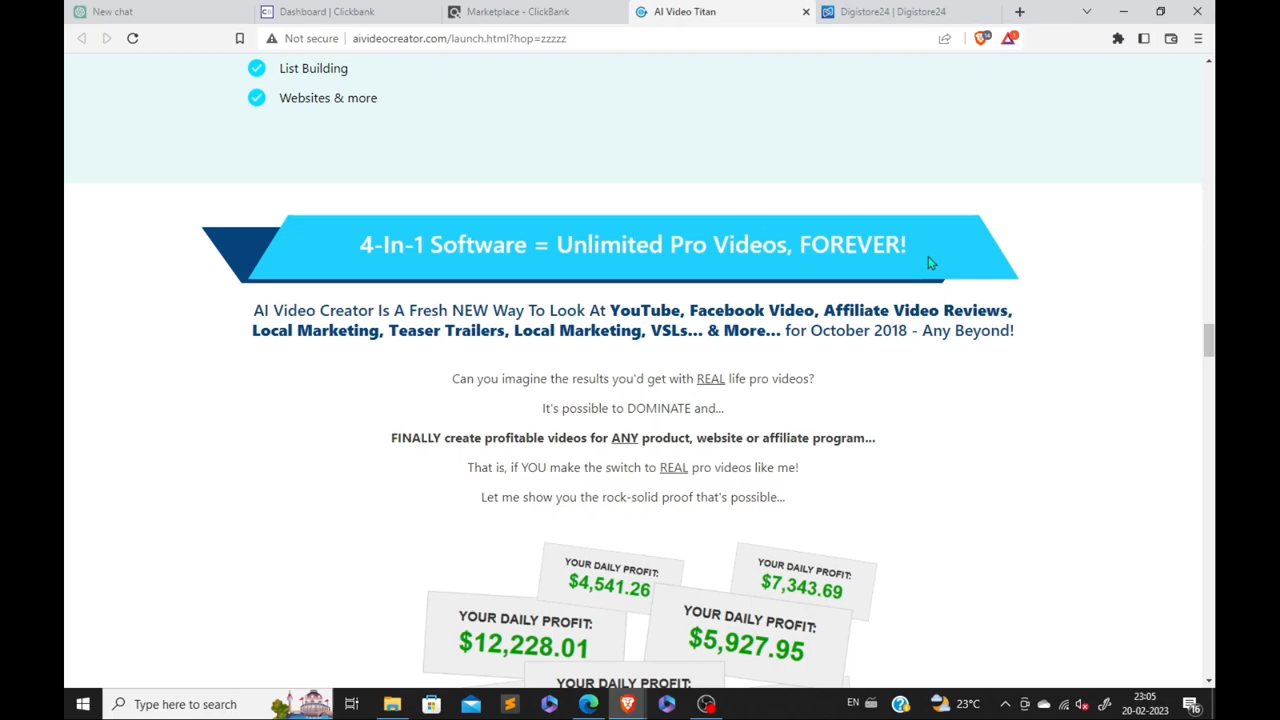 New chat
Dashboard | Clickbank
Marketplace - ClickBank
AI Video Titan
Digistore24 | Digistore24
Not secure
aivideocreator.com/launch.html?hop=zzzzz
List Building
Websites & more
4-In-1 Software = Unlimited Pro Videos, FOREVER!
AI Video Creator Is A Fresh NEW Way To Look At YouTube, Facebook Video, Affiliate Video Reviews,
Local Marketing, Teaser Trailers, Local Marketing, VSLs... & More... for October 2018 - Any Beyond!
Can you imagine the results you'd get with REAL life pro videos?
It's possible to DOMINATE and...
FINALLY create profitable videos for ANY product, website or affiliate program...
That is, if YOU make the switch to REAL pro videos like me!
Let me show you the rock-solid proof that's possible...
YOUR DAILY PROFIT:
$4,541.26
YOUR DAILY PROFIT:
$7,343.69
YOUR DAILY PROFIT:
$12,228.01
YOUR DAILY PROFIT:
$5,927.95
YOUR DAILY PROFIT:
Type here to search
EN
23°C
23:05
20-02-2023